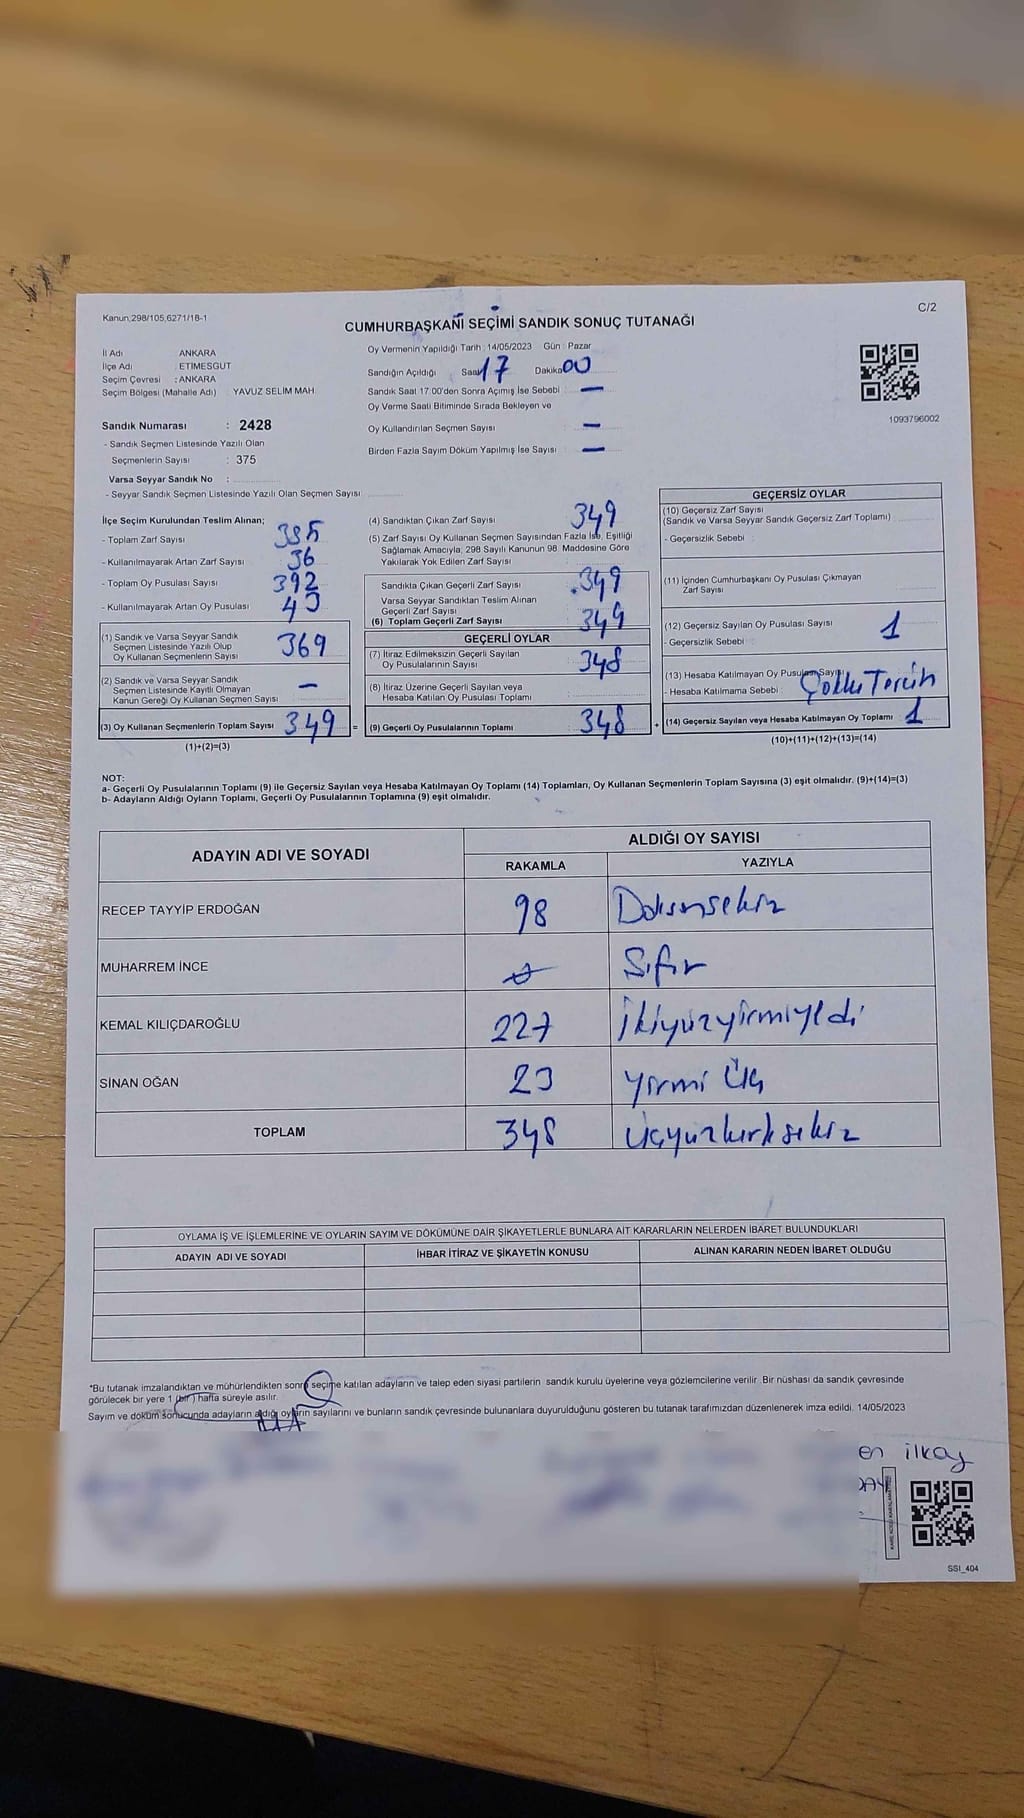 Kanun,298/105,6271/18-1
C/2
CUMHURBAŞKANI SEÇİMİ SANDIK SONUÇ TUTANAĞI
İl Adı ANKARA
İlçe Adı : ETİMESGUT
Seçim Çevresi : ANKARA
Seçim Bölgesi (Mahalle Adı) : YAVUZ SELİM MAH
Sandık Numarası : 2428
- Sandık Seçmen Listesinde Yazılı Olan
Seçmenlerin Sayısı : 375
Varsa Seyyar Sandık No :
- Seyyar Sandık Seçmen Listesinde Yazılı Olan Seçmen Sayısı
Oy Vermenin Yapıldığı Tarih : 14/05/2023 Gün : Pazar
Sandığın Açıldığı Saat 17 Dakika 00
Sandık Saat 17:00'den Sonra Açımış İse Sebebi : —
Oy Verme Saati Bitiminde Sırada Bekleyen ve
Oy Kullandırılan Seçmen Sayısı —
Birden Fazla Sayım Döküm Yapılmış İse Sayısı —
1093796002
İlçe Seçim Kurulundan Teslim Alınan;
- Toplam Zarf Sayısı : 385
- Kullanılmayarak Artan Zarf Sayısı 36
- Toplam Oy Pusulası Sayısı : 392
- Kullanılmayarak Artan Oy Pusulası : 43
(1) Sandık ve Varsa Seyyar Sandık
Seçmen Listesinde Yazılı Olup
Oy Kullanan Seçmenlerin Sayısı 369
(2) Sandık ve Varsa Seyyar Sandık
Seçmen Listesinde Kayıtlı Olmayan
Kanun Gereği Oy Kullanan Seçmen Sayısı —
(3) Oy Kullanan Seçmenlerin Toplam Sayısı 349 =
(1)+(2)=(3)
(4) Sandıktan Çıkan Zarf Sayısı 349
(5) Zarf Sayısı Oy Kullanan Seçmen Sayısından Fazla İse, Eşitliği
Sağlamak Amacıyla; 298 Sayılı Kanunun 98. Maddesine Göre
Yakılarak Yok Edilen Zarf Sayısı
Sandıkta Çıkan Geçerli Zarf Sayısı 349
Varsa Seyyar Sandıktan Teslim Alınan
Geçerli Zarf Sayısı
(6) Toplam Geçerli Zarf Sayısı 349
GEÇERLİ OYLAR
(7) İtiraz Edilmeksizin Geçerli Sayılan
Oy Pusulalarının Sayısı 348
(8) İtiraz Üzerine Geçerli Sayılan veya
Hesaba Katılan Oy Pusulası Toplamı
(9) Geçerli Oy Pusulalarının Toplamı 348 +
GEÇERSİZ OYLAR
(10) Geçersiz Zarf Sayısı
(Sandık ve Varsa Seyyar Sandık Geçersiz Zarf Toplamı)
- Geçersizlik Sebebi :
(11) İçinden Cumhurbaşkanı Oy Pusulası Çıkmayan
Zarf Sayısı
(12) Geçersiz Sayılan Oy Pusulası Sayısı 1
- Geçersizlik Sebebi :
(13) Hesaba Katılmayan Oy Pusulası Sayısı
- Hesaba Katılmama Sebebi : Çoklu Tercih
(14) Geçersiz Sayılan veya Hesaba Katılmayan Oy Toplamı 1
(10)+(11)+(12)+(13)=(14)
NOT:
a- Geçerli Oy Pusulalarının Toplamı (9) ile Geçersiz Sayılan veya Hesaba Katılmayan Oy Toplamı (14) Toplamları, Oy Kullanan Seçmenlerin Toplam Sayısına (3) eşit olmalıdır. (9)+(14)=(3)
b- Adayların Aldığı Oyların Toplamı, Geçerli Oy Pusulalarının Toplamına (9) eşit olmalıdır.
ADAYIN ADI VE SOYADI ALDIĞI OY SAYISI
RAKAMLA YAZIYLA
RECEP TAYYİP ERDOĞAN 98 Doksansekiz
MUHARREM İNCE 0 Sıfır
KEMAL KILIÇDAROĞLU 227 İkiyüzyirmiyedi
SİNAN OĞAN 23 Yirmi Üç
TOPLAM 348 Üçyüzkırksekiz
OYLAMA İŞ VE İŞLEMLERİNE VE OYLARIN SAYIM VE DÖKÜMÜNE DAİR ŞİKAYETLERLE BUNLARA AİT KARARLARIN NELERDEN İBARET BULUNDUKLARI
ADAYIN ADI VE SOYADI İHBAR İTİRAZ VE ŞİKAYETİN KONUSU ALINAN KARARIN NEDEN İBARET OLDUĞU
*Bu tutanak imzalandıktan ve mühürlendikten sonra seçime katılan adayların ve talep eden siyasi partilerin sandık kurulu üyelerine veya gözlemcilerine verilir. Bir nüshası da sandık çevresinde
görülecek bir yere 1 (bir) hafta süreyle asılır.
Sayım ve döküm sonucunda adayların aldığı oyların sayılarını ve bunların sandık çevresinde bulunanlara duyurulduğunu gösteren bu tutanak tarafımızdan düzenlenerek imza edildi. 14/05/2023
en ilkay
SSI_404